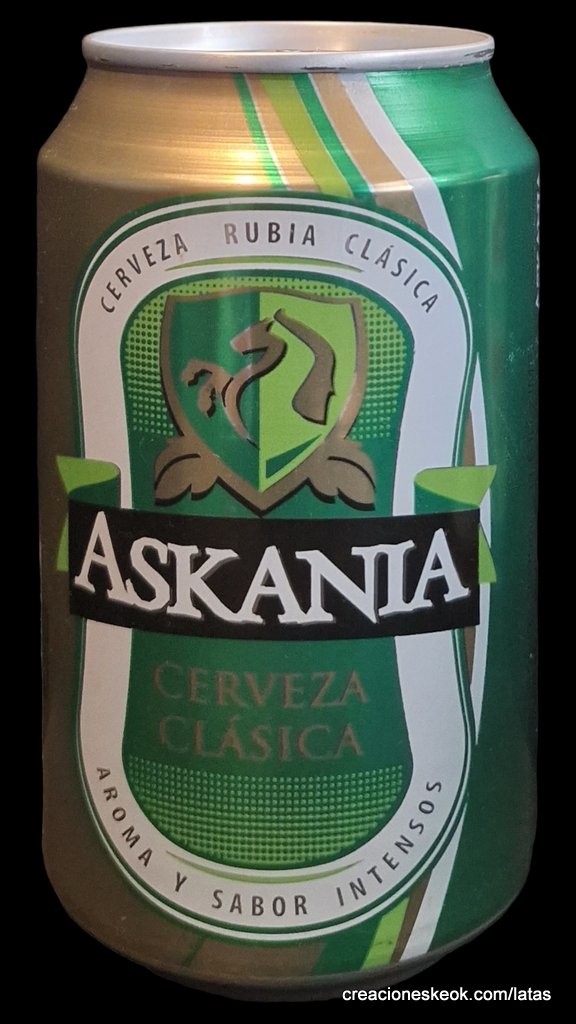 CERVEZA RUBIA CLÁSICA
ASKANIA
CERVEZA
CLÁSICA
AROMA Y SABOR INTENSOS
creacioneskeok.com/latas